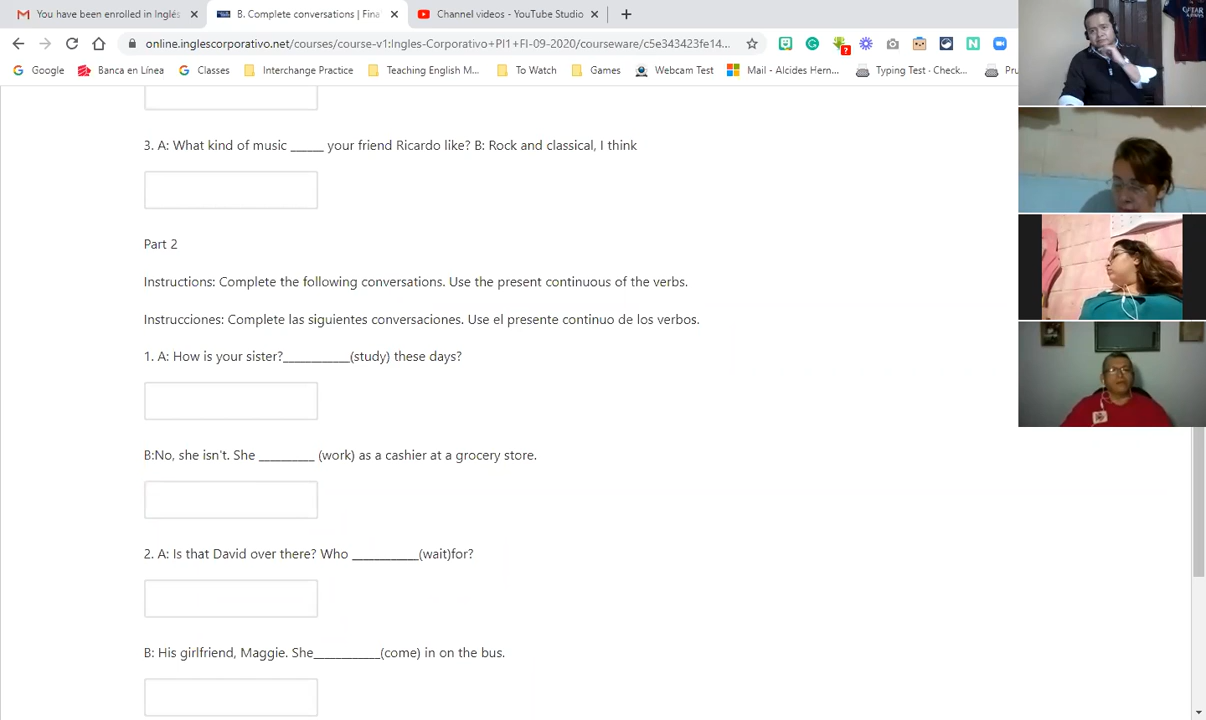 You have been enrolled in Inglés
B. Complete conversations | Fina
Channel videos - YouTube Studio
online.inglescorporativo.net/courses/course-v1:Ingles-Corporativo+PI1+FI-09-2020/courseware/c5e343423fe14...
Google
Banca en Línea
Classes
Interchange Practice
Teaching English M...
To Watch
Games
Webcam Test
Mail - Alcides Hern...
Typing Test · Check...
Pru
3. A: What kind of music ______ your friend Ricardo like? B: Rock and classical, I think
Part 2
Instructions: Complete the following conversations. Use the present continuous of the verbs.
Instrucciones: Complete las siguientes conversaciones. Use el presente continuo de los verbos.
1. A: How is your sister?____________(study) these days?
B:No, she isn't. She __________ (work) as a cashier at a grocery store.
2. A: Is that David over there? Who ____________(wait)for?
B: His girlfriend, Maggie. She____________(come) in on the bus.